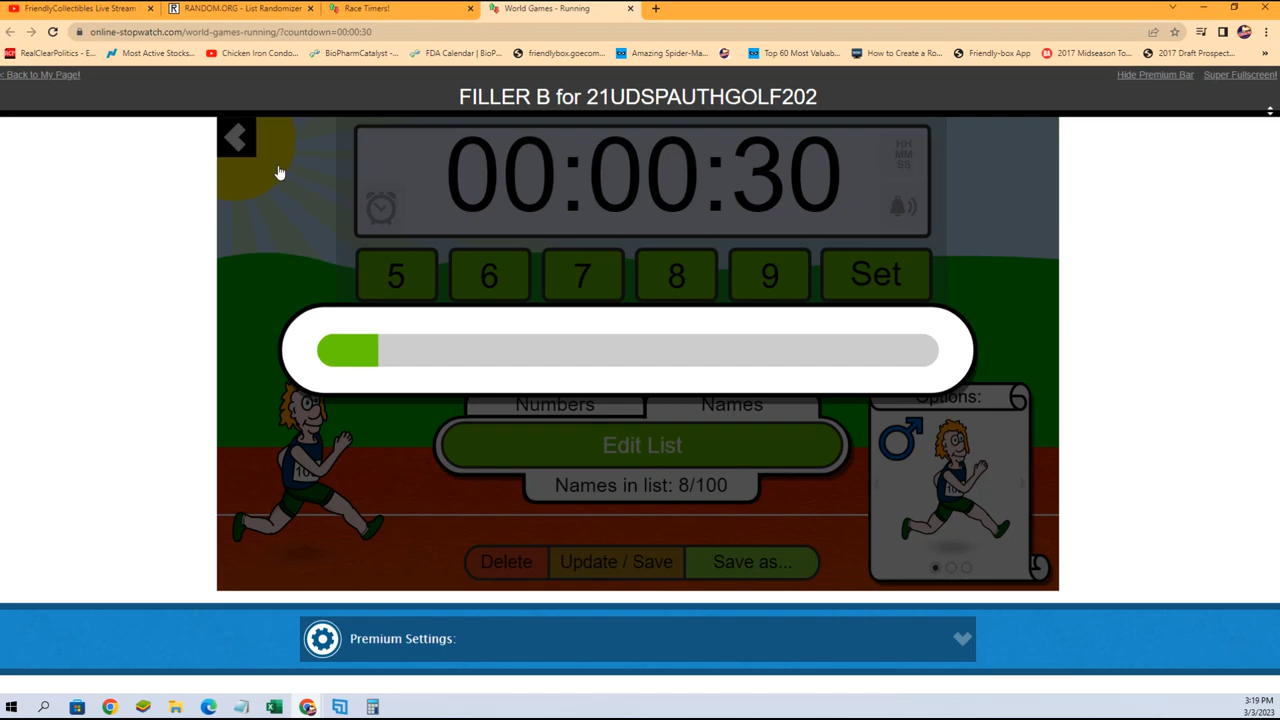 FriendlyCollectibles Live Stream
RANDOM.ORG - List Randomizer
Race Timers!
World Games - Running
online-stopwatch.com/world-games-running/?countdown=00:00:30
RealClearPolitics - E...
Most Active Stocks...
Chicken Iron Condo...
BioPharmCatalyst -...
FDA Calendar | BioP...
friendlybox.goecom...
Amazing Spider-Ma...
Top 60 Most Valuab...
How to Create a Ro...
Friendly-box App
2017 Midseason To...
2017 Draft Prospect...
< Back to My Page!
Hide Premium Bar
Super Fullscreen!
FILLER B for 21UDSPAUTHGOLF202
00:00:30
HH
MM
SS
5
6
7
8
9
Set
Numbers
Names
Options:
Edit List
Names in list: 8/100
Delete
Update / Save
Save as...
Premium Settings:
3:19 PM
3/3/2023